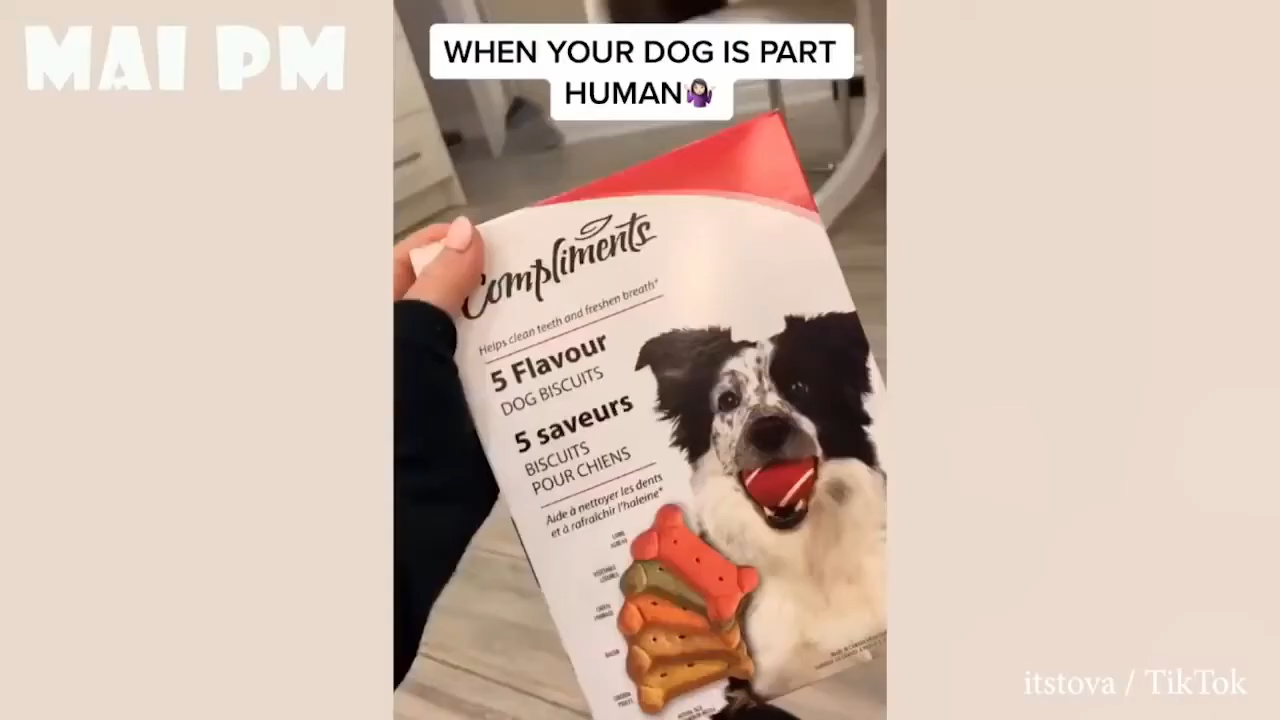 MAI PM
WHEN YOUR DOG IS PART
HUMAN🤷🏻‍♀️
Compliments
Helps clean teeth and freshen breath*
5 Flavour
DOG BISCUITS
5 saveurs
BISCUITS
POUR CHIENS
Aide à nettoyer les dents
et à rafraîchir l'haleine*
BACON
itstova / TikTok